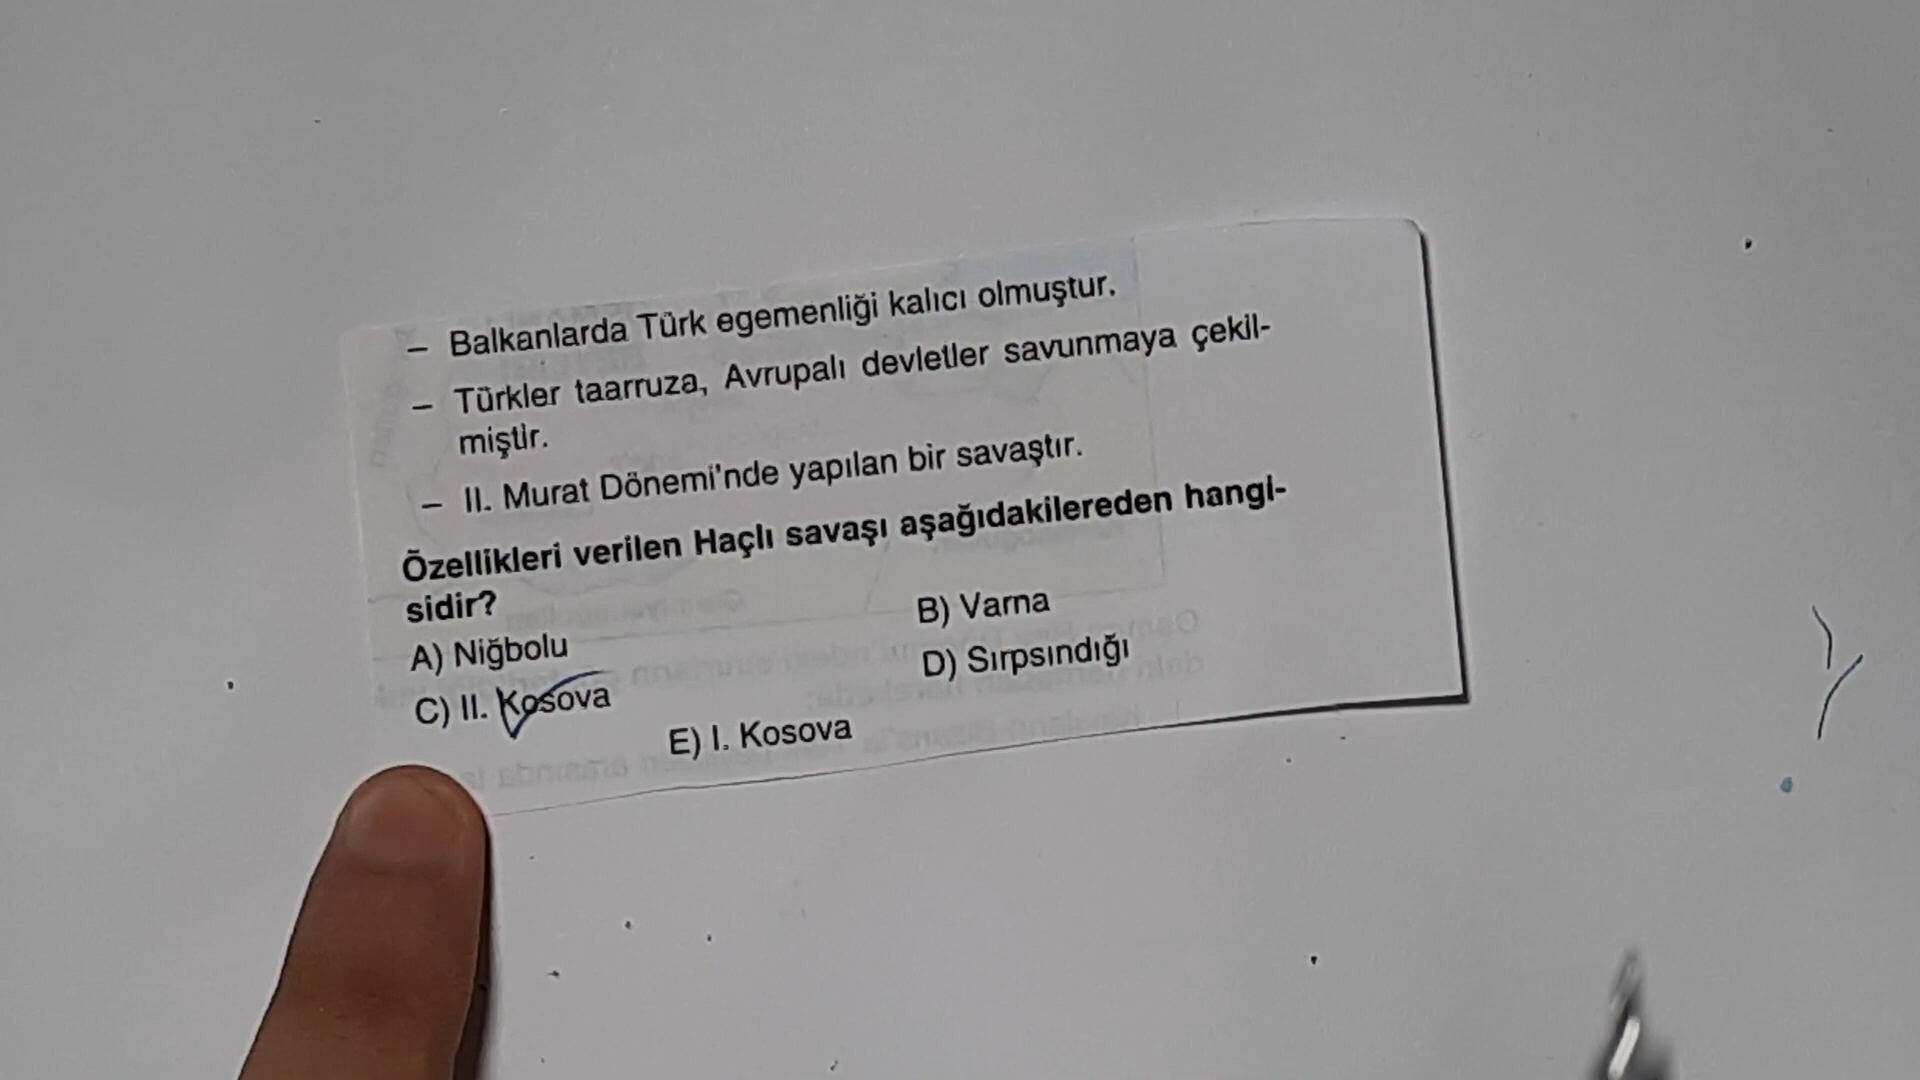 – Balkanlarda Türk egemenliği kalıcı olmuştur.
– Türkler taarruza, Avrupalı devletler savunmaya çekil-
miştir.
– II. Murat Dönemi'nde yapılan bir savaştır.
Özellikleri verilen Haçlı savaşı aşağıdakilereden hangi-
sidir?
A) Niğbolu B) Varna
C) II. Kosova D) Sırpsındığı
E) I. Kosova